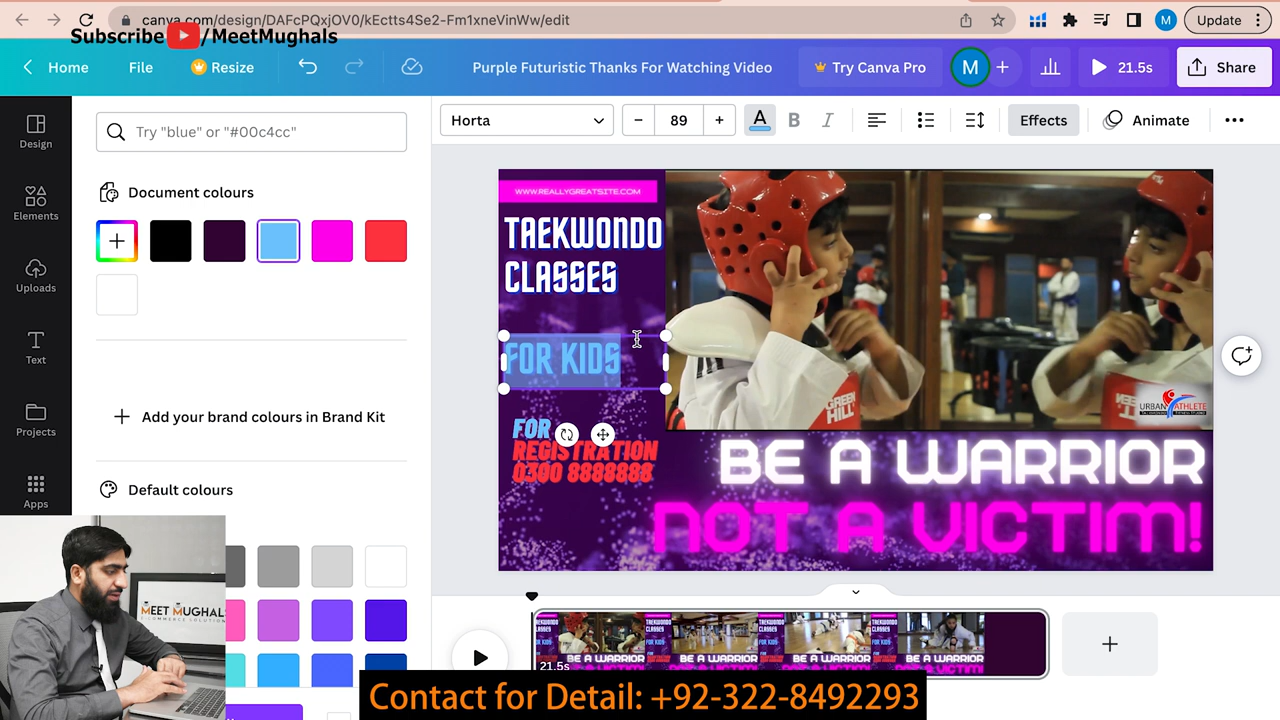 canva.com/design/DAFcPQxjOV0/kEctts4Se2-Fm1xneVinWw/edit
M
Update
Subscribe /MeetMughals
Home
File
Resize
Purple Futuristic Thanks For Watching Video
Try Canva Pro
M
21.5s
Share
Design
Elements
Uploads
Text
Projects
Apps
Try "blue" or "#00c4cc"
Document colours
Add your brand colours in Brand Kit
Default colours
Horta
89
A
B
I
Effects
Animate
WWW.REALLYGREATSITE.COM
TAEKWONDO
CLASSES
FOR KIDS
FOR
REGISTRATION
0300 8888888
GREEN
HILL
URBAN ATHLETE
BE A WARRIOR
NOT A VICTIM!
21.5s
MEET MUGHALS
E-COMMERCE SOLUTION
Contact for Detail: +92-322-8492293